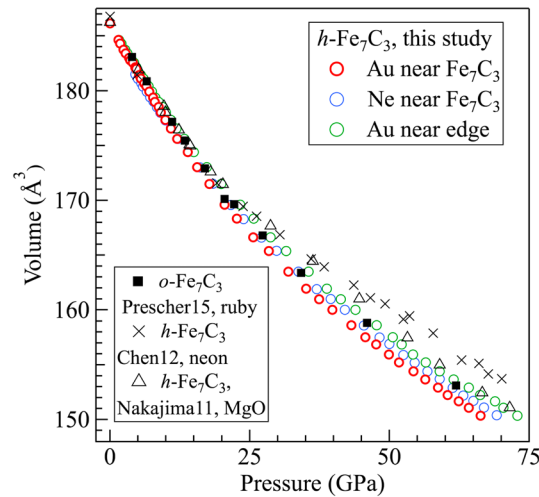 h-Fe₇C₃, this study
Au near Fe₇C₃
Ne near Fe₇C₃
Au near edge
180
170
160
150
Volume (Å³)
o-Fe₇C₃
Prescher15, ruby
h-Fe₇C₃
Chen12, neon
h-Fe₇C₃,
Nakajima11, MgO
0 25 50 75
Pressure (GPa)